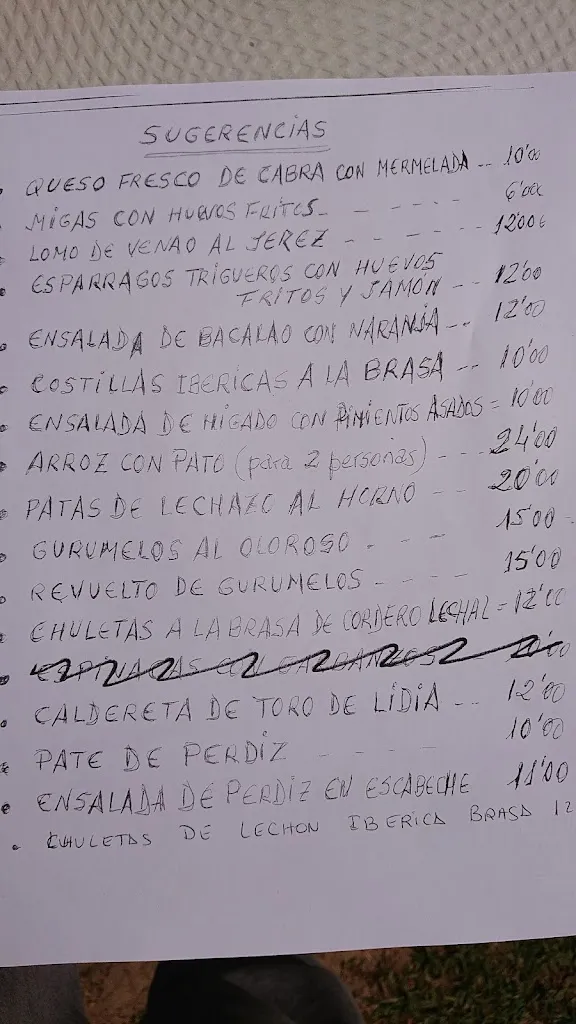 SUGERENCIAS
• QUESO FRESCO DE CABRA CON MERMELADA -- 10'00
• MIGAS CON HUEVOS FRITOS - - - - - 6'00€
• LOMO DE VENAO AL JEREZ - - - - - 12'00€
• ESPARRAGOS TRIGUEROS CON HUEVOS
FRITOS Y JAMÓN -- 12'00
• ENSALADA DE BACALAO CON NARANJA -- 12'00
• COSTILLAS IBERICAS A LA BRASA -- 10'00
• ENSALADA DE HIGADO CON PIMIENTOS ASADOS = 10'00
• ARROZ CON PATO (para 2 personas) - -- 24'00
• PATAS DE LECHAZO AL HORNO -- 20'00
• GURUMELOS AL OLOROSO - - - 15'00
• REVUELTO DE GURUMELOS - - - - 15'00
• CHULETAS A LA BRASA DE CORDERO LECHAL = 12'00
• ESPINACAS CON GARBANZOS
• CALDERETA DE TORO DE LIDIA -- 12'00
• PATE DE PERDIZ - - - - 10'00
• ENSALADA DE PERDIZ EN ESCABECHE 11'00
• CHULETAS DE LECHON IBERICA BRASA 12